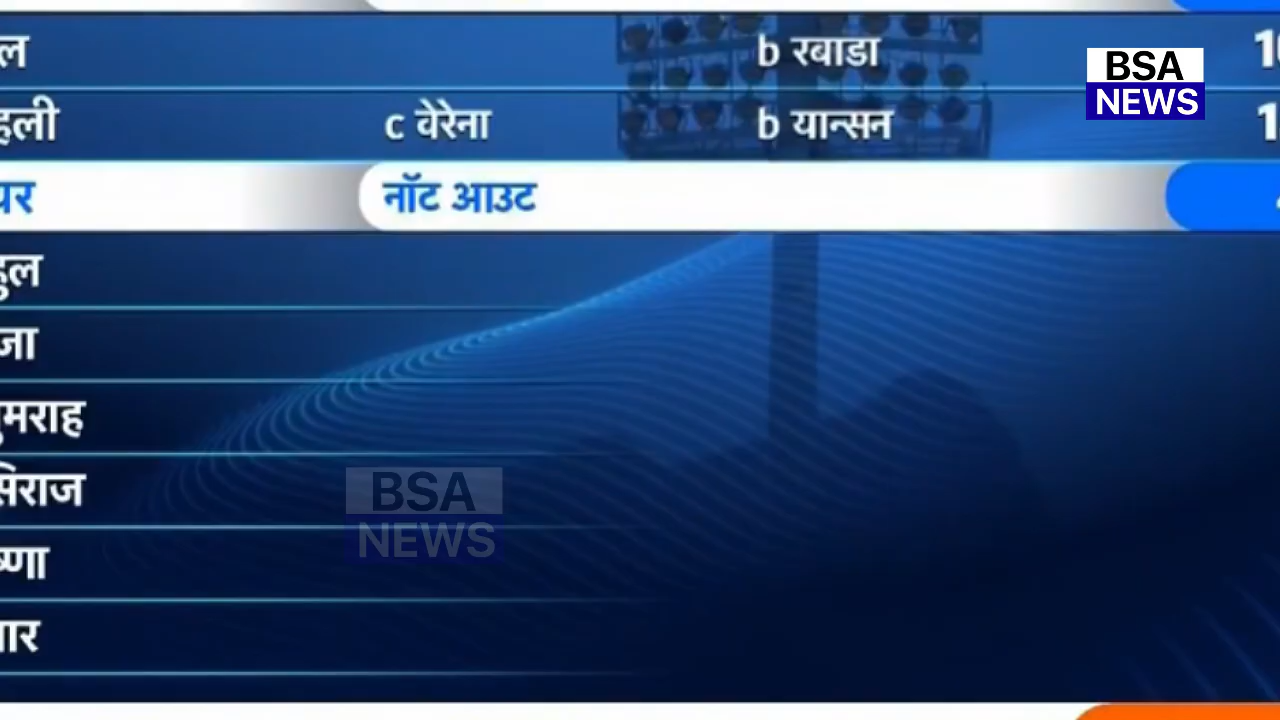 ल b रबाडा
हली c वेरेना b यान्सन
यर नॉट आउट
हुल
जा
ुमराह
सिराज
ष्णा
ार
BSA
NEWS
BSA
NEWS